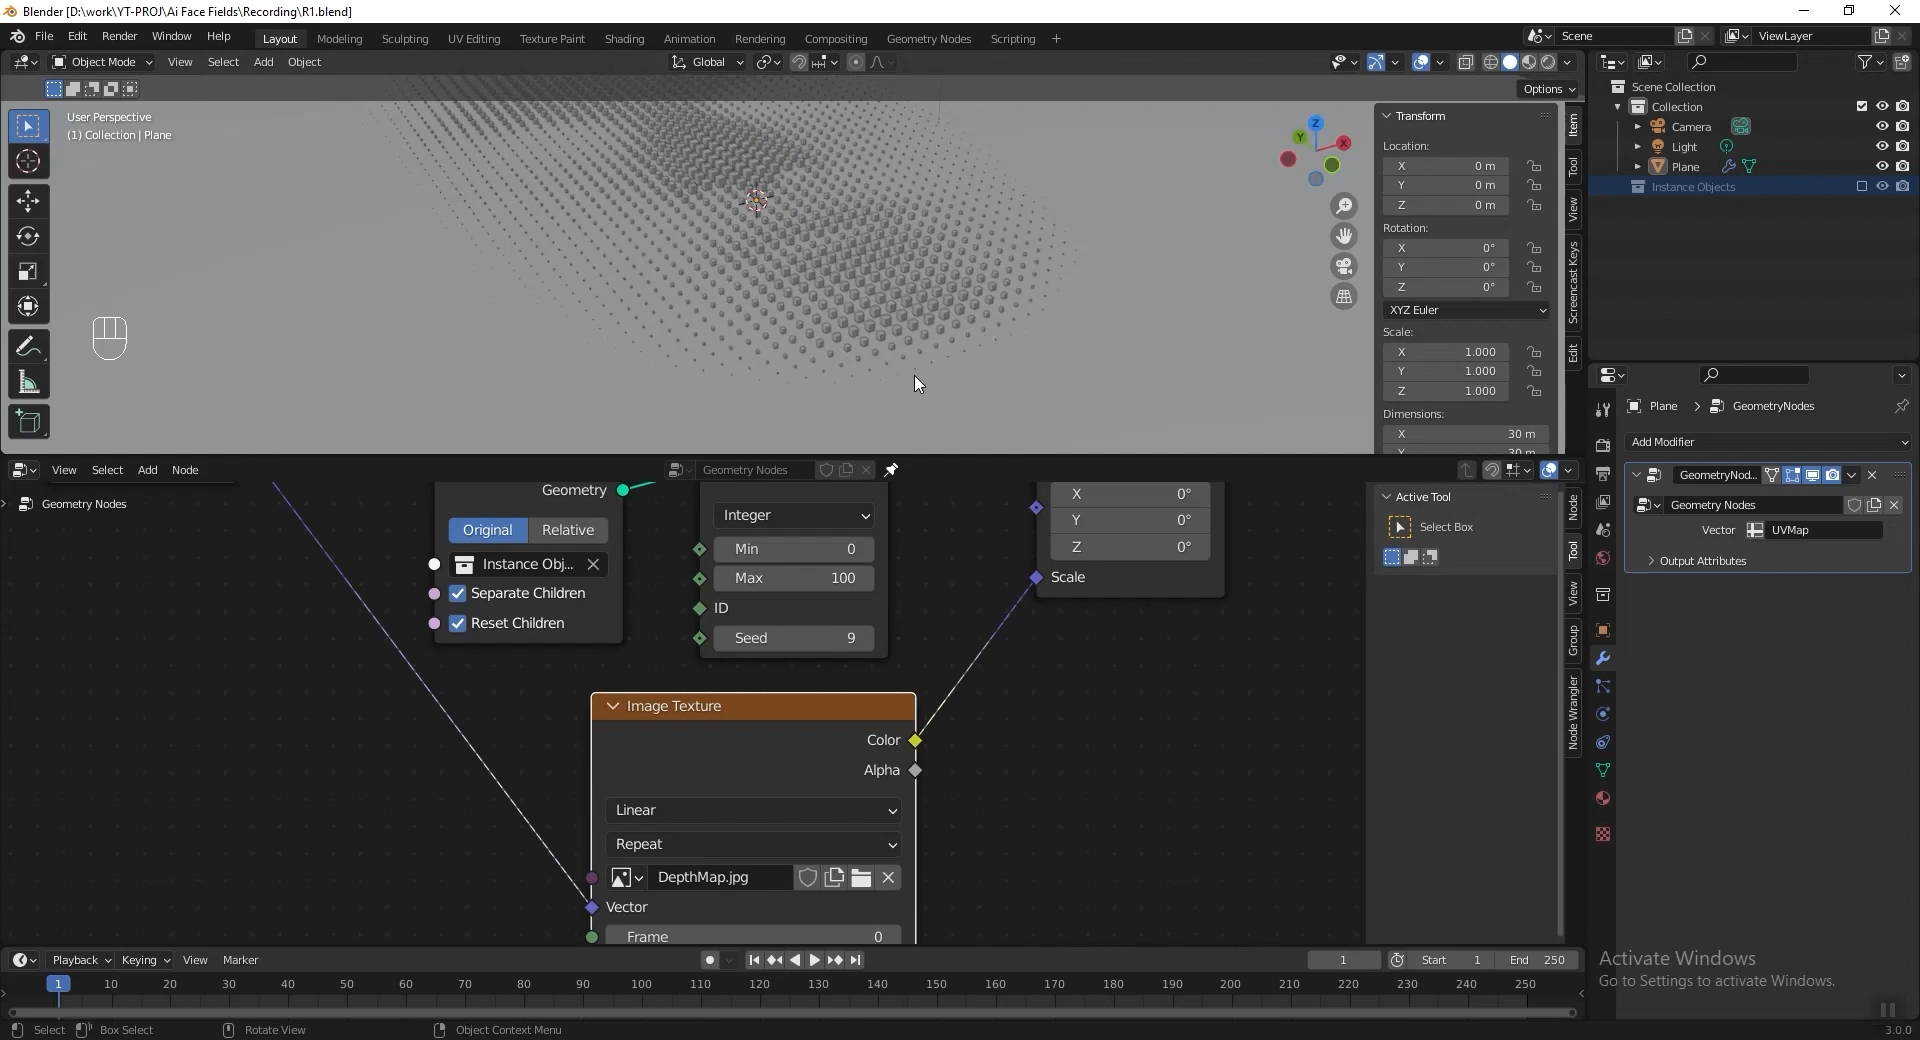 Blender [D:\work\YT-PROJ\Ai Face Fields\Recording\R1.blend]
File Edit Render Window Help Layout Modeling Sculpting UV Editing Texture Paint Shading Animation Rendering Compositing Geometry Nodes Scripting + Scene ViewLayer
Object Mode View Select Add Object Global
Options
User Perspective
(1) Collection | Plane
Z
Y
X
Transform
Location:
X 0 m
Y 0 m
Z 0 m
Rotation:
X 0°
Y 0°
Z 0°
XYZ Euler
Scale:
X 1.000
Y 1.000
Z 1.000
Dimensions:
X 30 m
Item
Tool
View
Screencast Keys
Edit
Scene Collection
Collection
Camera
Light
Plane
Instance Objects
Plane > GeometryNodes
Add Modifier
GeometryNod...
Geometry Nodes
Vector UVMap
Output Attributes
View Select Add Node Geometry Nodes
Geometry Nodes
Geometry
Original Relative
Instance Obj...
Separate Children
Reset Children
Integer
Min 0
Max 100
ID
Seed 9
X 0°
Y 0°
Z 0°
Scale
Image Texture
Color
Alpha
Linear
Repeat
DepthMap.jpg
Vector
Frame 0
Active Tool
Select Box
Node
Tool
View
Group
Node Wrangler
Playback Keying View Marker 1 Start 1 End 250
1 10 20 30 40 50 60 70 80 90 100 110 120 130 140 150 160 170 180 190 200 210 220 230 240 250
Activate Windows
Go to Settings to activate Windows.
Select Box Select Rotate View Object Context Menu 3.0.0